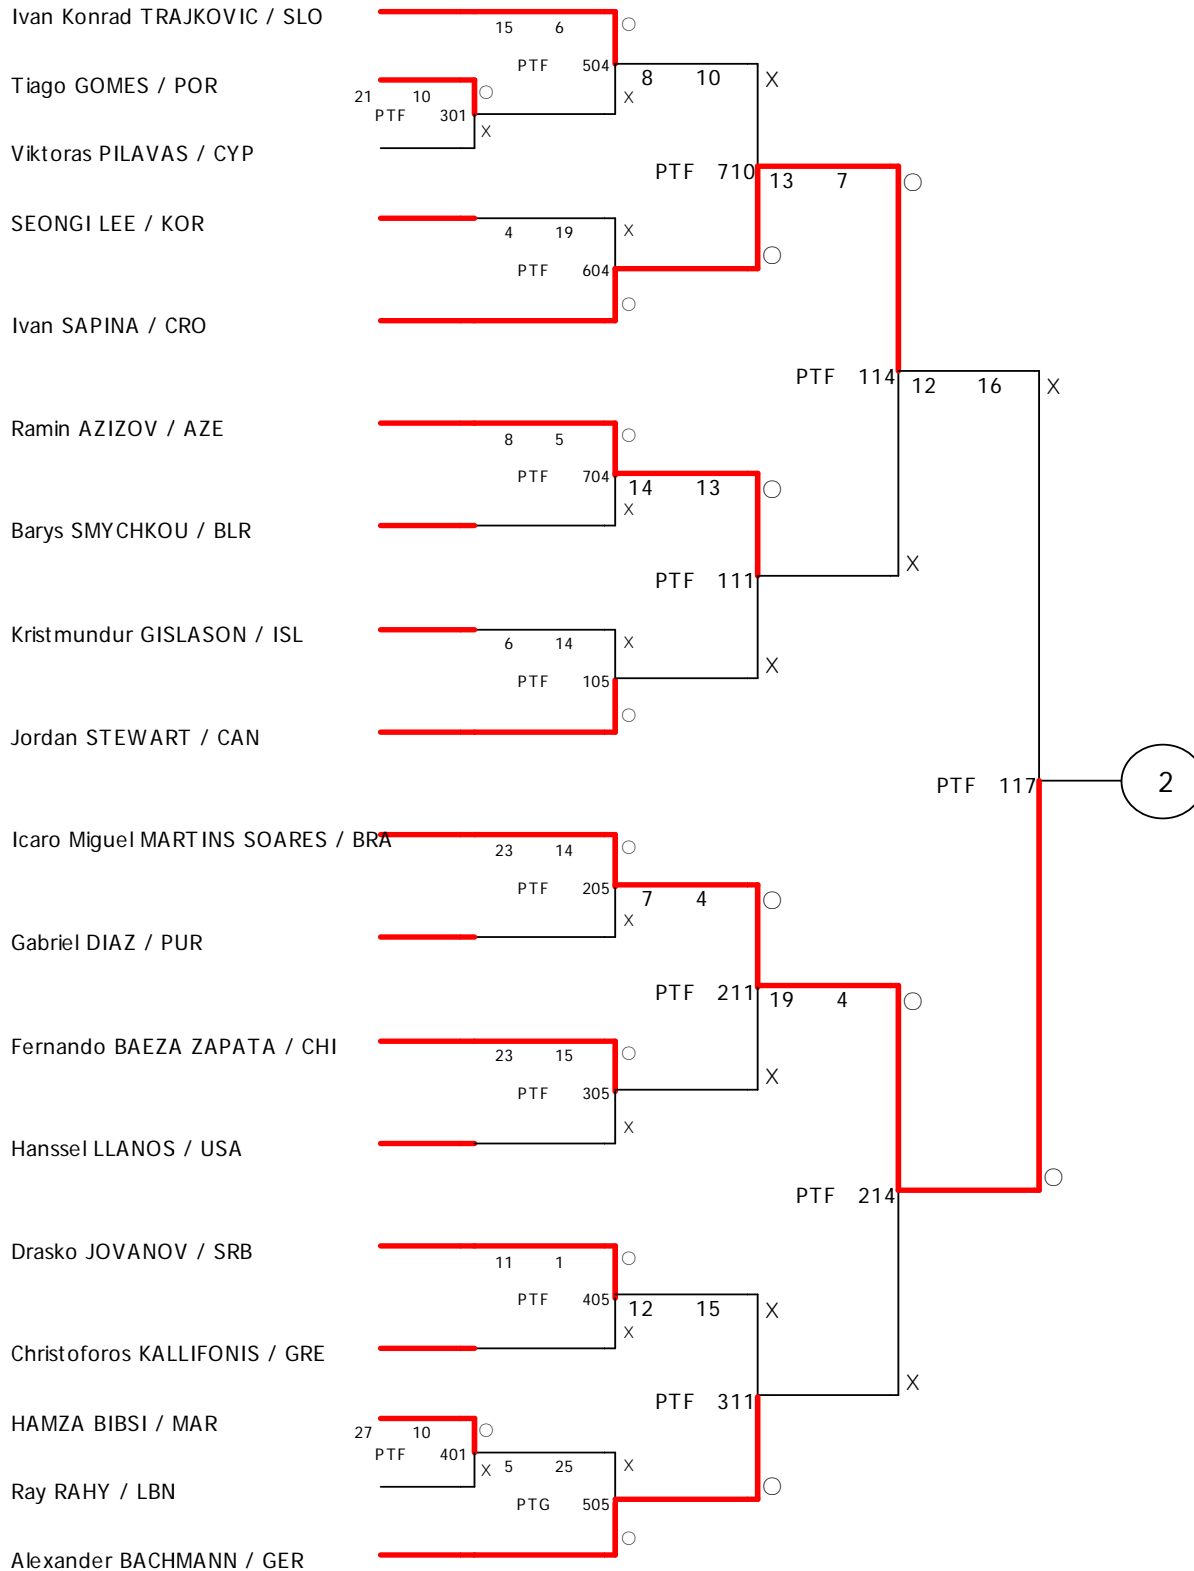 Ivan Konrad TRAJKOVIC / SLO
15 6 ○
PTF 504
8 10 X
Tiago GOMES / POR
21 10 ○ X
PTF 301
X
Viktoras PILAVAS / CYP
PTF 710
13 7 ○
SEONGI LEE / KOR
4 19 X
○
PTF 604
○
Ivan SAPINA / CRO
PTF 114
12 16 X
Ramin AZIZOV / AZE
8 5 ○
PTF 704
14 13 ○
X
Barys SMYCHKOU / BLR
X
PTF 111
Kristmundur GISLASON / ISL
6 14 X
X
PTF 105
○
Jordan STEWART / CAN
PTF 117
2
Icaro Miguel MARTINS SOARES / BRA
23 14 ○
PTF 205
7 4 ○
X
Gabriel DIAZ / PUR
PTF 211
19 4 ○
Fernando BAEZA ZAPATA / CHI
23 15 ○
X
PTF 305
X
Hanssel LLANOS / USA
○
PTF 214
Drasko JOVANOV / SRB
11 1 ○
PTF 405
12 15 X
X
Christoforos KALLIFONIS / GRE
X
PTF 311
HAMZA BIBSI / MAR
27 10 ○
PTF 401
X 5 25 X
○
Ray RAHY / LBN
PTG 505
○
Alexander BACHMANN / GER